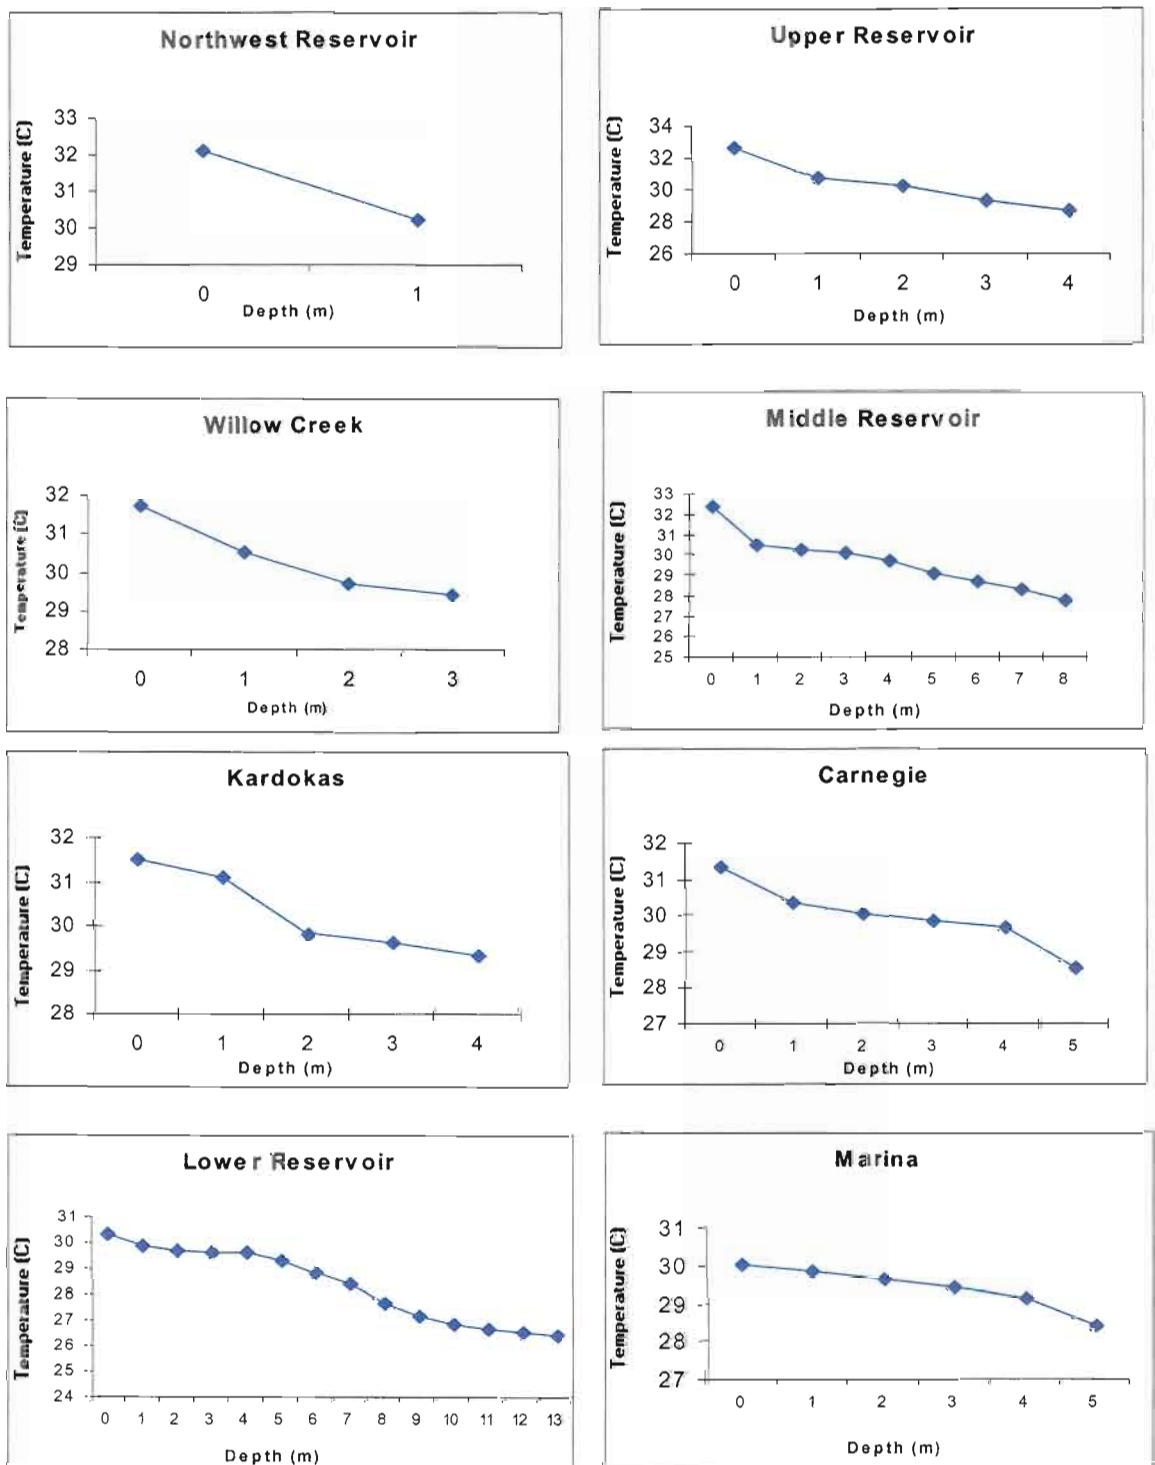 Northwest Reservoir
Temperature (C)
33
32
31
30
29
0 1
Depth (m)
Upper Reservoir
Temperature (C)
34
32
30
28
26
0 1 2 3 4
Depth (m)
Willow Creek
Temperature (C)
32
31
30
29
28
0 1 2 3
Depth (m)
Middle Reservoir
Temperature (C)
33
32
31
30
29
28
27
26
25
0 1 2 3 4 5 6 7 8
Depth (m)
Kardokas
Temperature (C)
32
31
30
29
28
0 1 2 3 4
Depth (m)
Carnegie
Temperature (C)
32
31
30
29
28
27
0 1 2 3 4 5
Depth (m)
Lower Reservoir
Temperature (C)
31
30
29
28
27
26
25
24
0 1 2 3 4 5 6 7 8 9 10 11 12 13
Depth (m)
Marina
Temperature (C)
31
30
29
28
27
0 1 2 3 4 5
Depth (m)